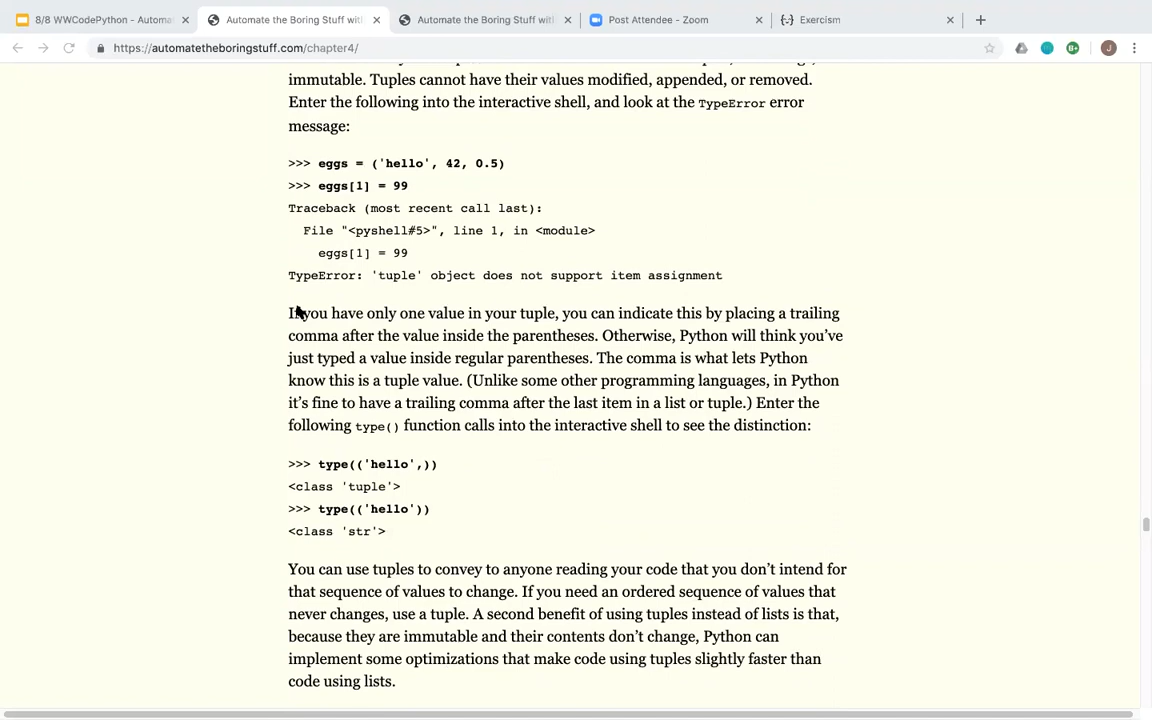 8/8 WWCodePython - Automa
Automate the Boring Stuff with
Automate the Boring Stuff with
Post Attendee - Zoom
Exercism
https://automatetheboringstuff.com/chapter4/
J
immutable. Tuples cannot have their values modified, appended, or removed.
Enter the following into the interactive shell, and look at the TypeError error
message:
>>> eggs = ('hello', 42, 0.5)
>>> eggs[1] = 99
Traceback (most recent call last):
File "<pyshell#5>", line 1, in <module>
eggs[1] = 99
TypeError: 'tuple' object does not support item assignment
If you have only one value in your tuple, you can indicate this by placing a trailing
comma after the value inside the parentheses. Otherwise, Python will think you've
just typed a value inside regular parentheses. The comma is what lets Python
know this is a tuple value. (Unlike some other programming languages, in Python
it's fine to have a trailing comma after the last item in a list or tuple.) Enter the
following type() function calls into the interactive shell to see the distinction:
>>> type(('hello',))
<class 'tuple'>
>>> type(('hello'))
<class 'str'>
You can use tuples to convey to anyone reading your code that you don't intend for
that sequence of values to change. If you need an ordered sequence of values that
never changes, use a tuple. A second benefit of using tuples instead of lists is that,
because they are immutable and their contents don't change, Python can
implement some optimizations that make code using tuples slightly faster than
code using lists.